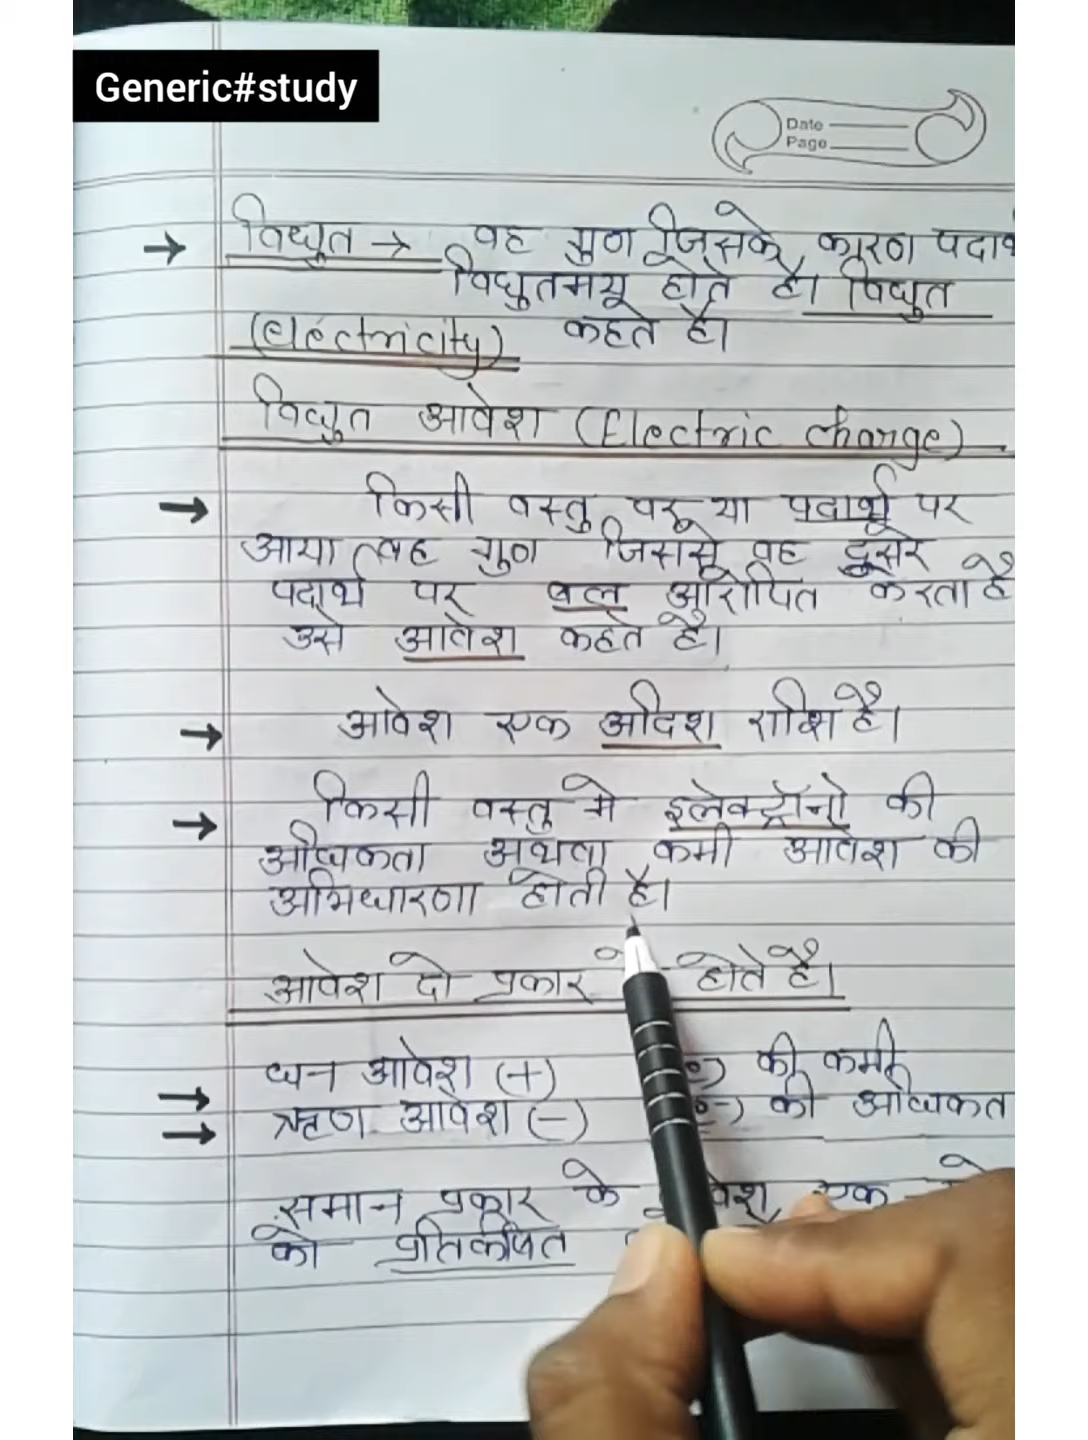 Generic#study
Date
Page
विद्युत → वह गुण जिसके कारण पदार्थ
विद्युतमय होते है। विद्युत
(electricity) कहते है।
विद्युत आवेश (Electric charge)
→ किसी वस्तु पर या पदार्थ पर
आया वह गुण जिससे वह दुसरे
पदार्थ पर बल आरोपित करता है
उसे आवेश कहते है।
→ आवेश एक अदिश राशि है।
→ किसी वस्तु मे इलेक्ट्रॉनो की
अधिकता अथवा कमी आवेश की
अभिधारणा होती है।
आवेश दो प्रकार के होते है।
→ धन आवेश (+) की कमी
→ ऋण आवेश (-) की अधिकत
समान प्रकार के एक
को प्रतिकर्षित